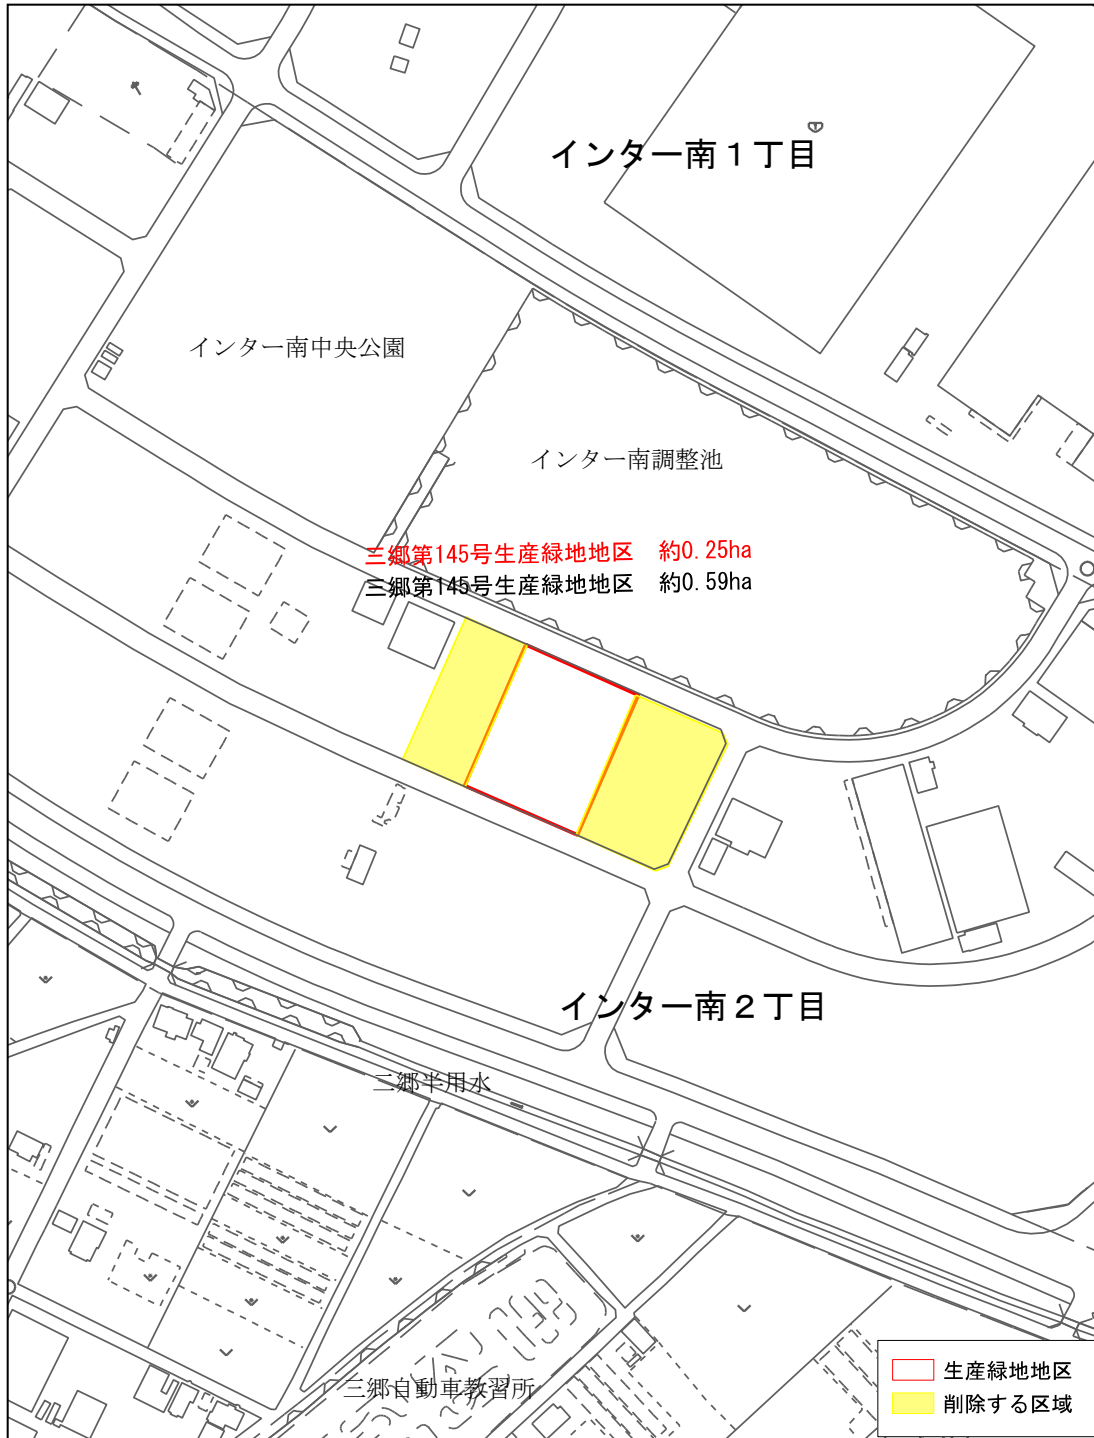 インター南１丁目
インター南中央公園
インター南調整池
三郷第145号生産緑地地区　約0.25ha
三郷第145号生産緑地地区　約0.59ha
インター南２丁目
三郷半用水
三郷自動車教習所
生産緑地地区
削除する区域